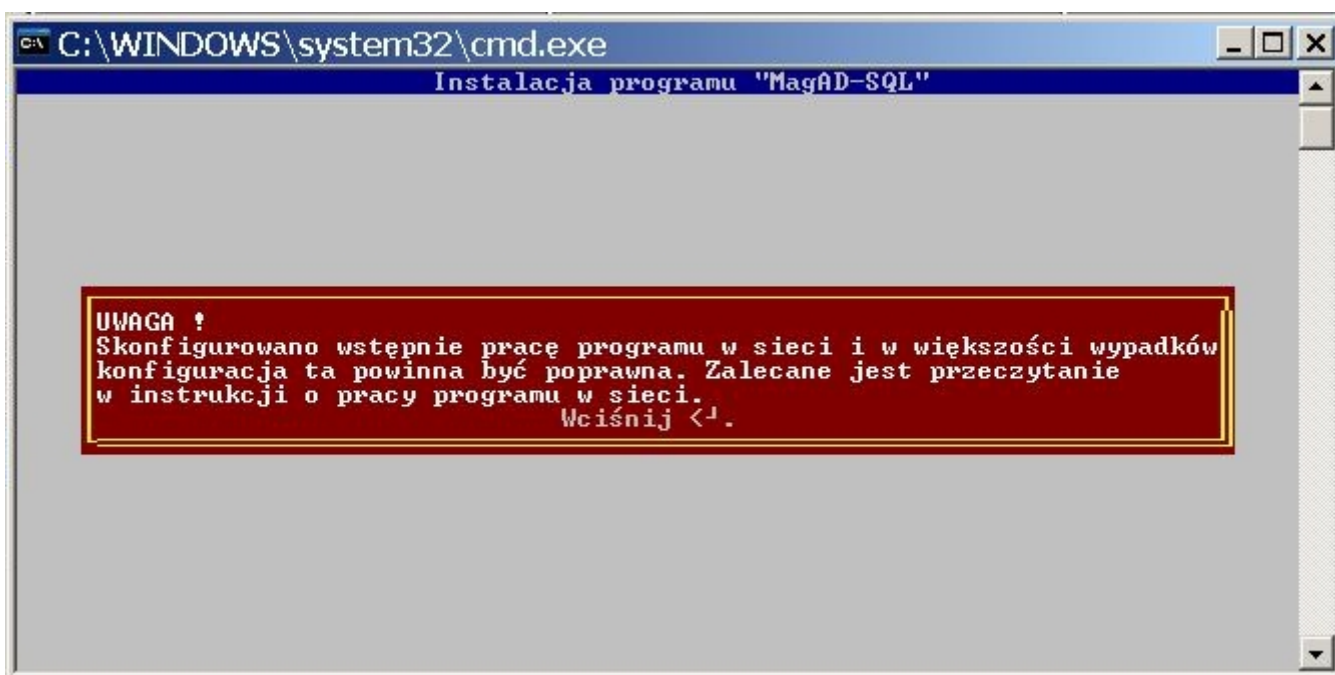 C:\WINDOWS\system32\cmd.exe
Instalacja programu "MagAD-SQL"
UWAGA !
Skonfigurowano wstępnie pracę programu w sieci i w większości wypadków
konfiguracja ta powinna być poprawna. Zalecane jest przeczytanie
w instrukcji o pracy programu w sieci.
Wciśnij <┘.